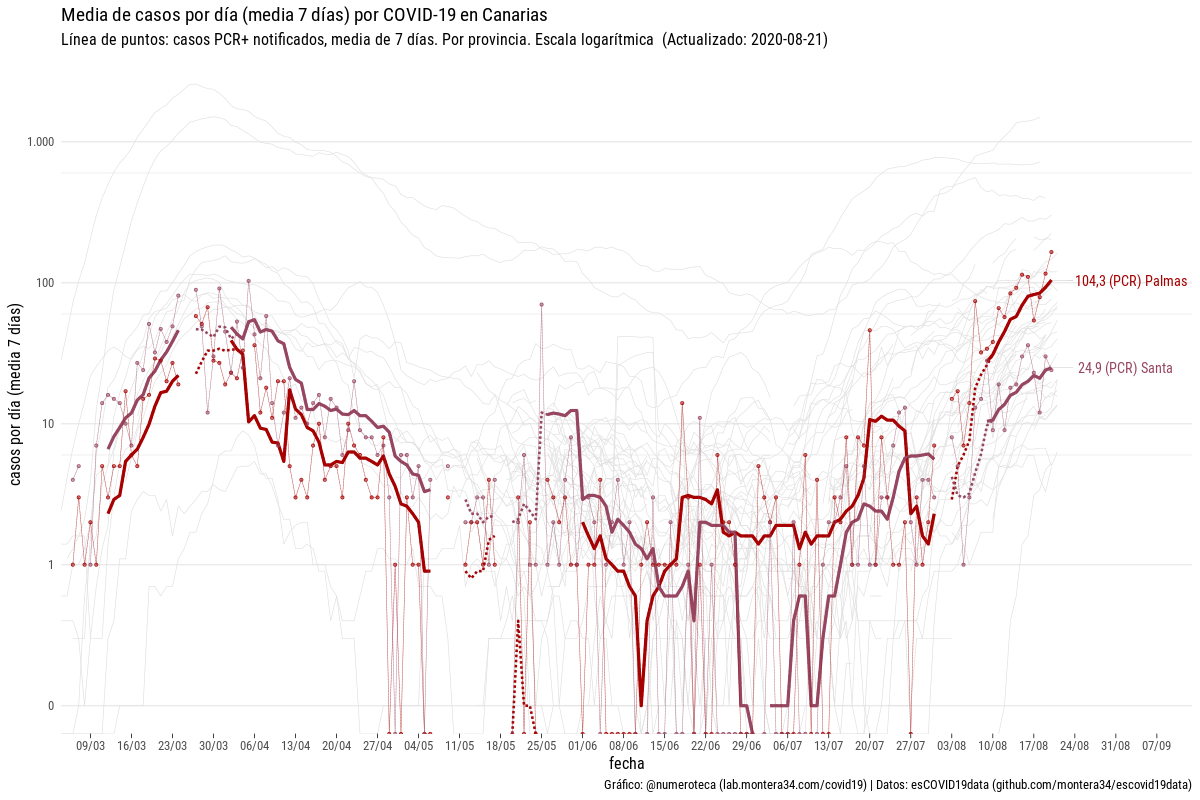 Media de casos por día (media 7 días) por COVID-19 en Canarias
Línea de puntos: casos PCR+ notificados, media de 7 días. Por provincia. Escala logarítmica  (Actualizado: 2020-08-21)
casos por día (media 7 días)
1.000
100
10
1
0
104,3 (PCR) Palmas
24,9 (PCR) Santa
09/03 16/03 23/03 30/03 06/04 13/04 20/04 27/04 04/05 11/05 18/05 25/05 01/06 08/06 15/06 22/06 29/06 06/07 13/07 20/07 27/07 03/08 10/08 17/08 24/08 31/08 07/09
fecha
Gráfico: @numeroteca (lab.montera34.com/covid19) | Datos: esCOVID19data (github.com/montera34/escovid19data)